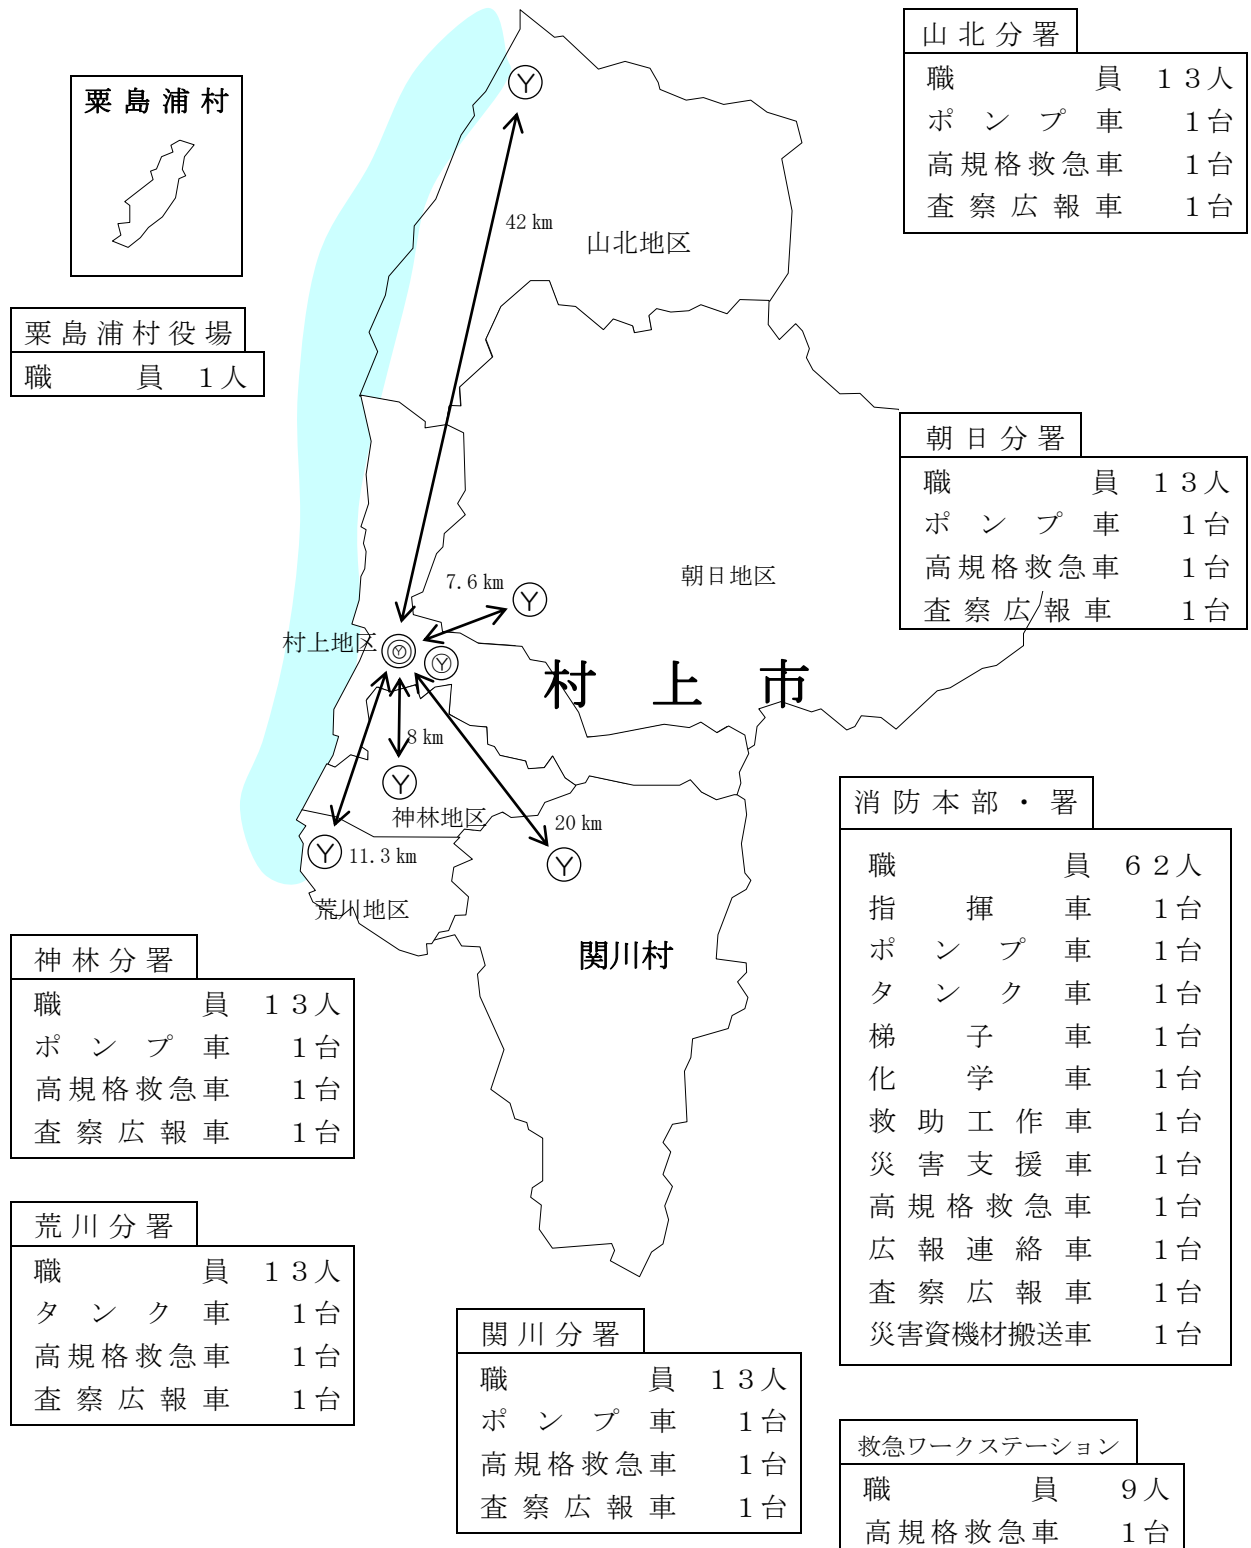 粟島浦村
粟島浦村役場
職員 1人
山北分署
職員 13人
ポンプ車 1台
高規格救急車 1台
査察広報車 1台
42㎞
山北地区
朝日分署
職員 13人
ポンプ車 1台
高規格救急車 1台
査察広報車 1台
7.6㎞
朝日地区
村上地区
村上市
8㎞
神林地区
20㎞
11.3㎞
荒川地区
関川村
消防本部・署
職員 62人
指揮車 1台
ポンプ車 1台
タンク車 1台
梯子車 1台
化学車 1台
救助工作車 1台
災害支援車 1台
高規格救急車 1台
広報連絡車 1台
査察広報車 1台
災害資機材搬送車 1台
神林分署
職員 13人
ポンプ車 1台
高規格救急車 1台
査察広報車 1台
荒川分署
職員 13人
タンク車 1台
高規格救急車 1台
査察広報車 1台
関川分署
職員 13人
ポンプ車 1台
高規格救急車 1台
査察広報車 1台
救急ワークステーション
職員 9人
高規格救急車 1台